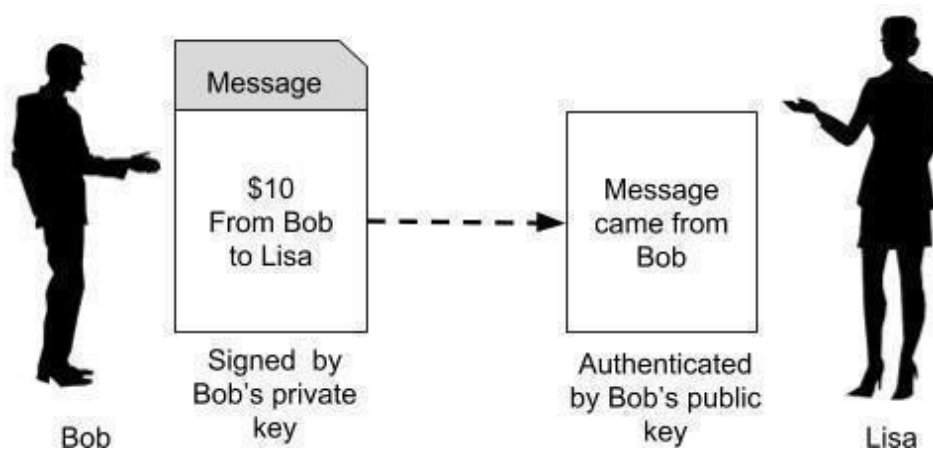 Message
$10
From Bob
to Lisa
Signed by
Bob's private
key
Bob
Message
came from
Bob
Authenticated
by Bob's public
key
Lisa